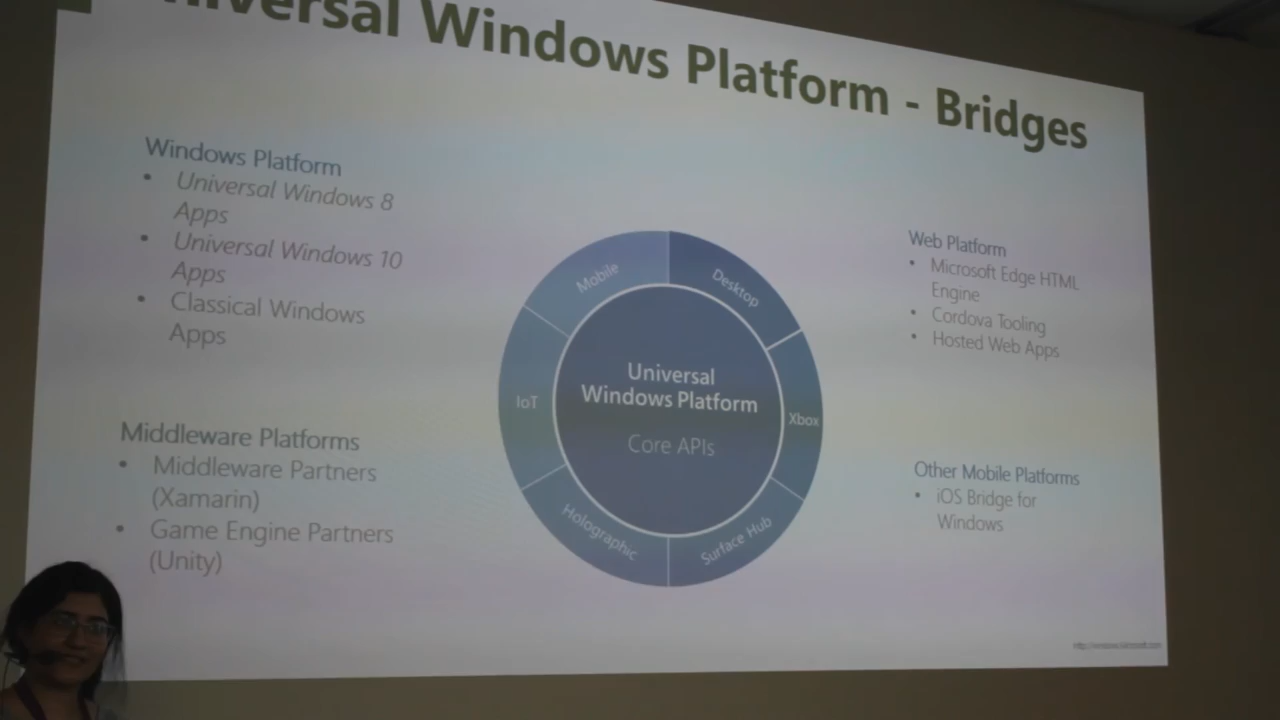 Universal Windows Platform - Bridges
Windows Platform
• Universal Windows 8
Apps
• Universal Windows 10
Apps
• Classical Windows
Apps
Middleware Platforms
• Middleware Partners
(Xamarin)
• Game Engine Partners
(Unity)
Mobile
Desktop
IoT
Xbox
Holographic
Surface Hub
Universal
Windows Platform
Core APIs
Web Platform
• Microsoft Edge HTML
Engine
• Cordova Tooling
• Hosted Web Apps
Other Mobile Platforms
• iOS Bridge for
Windows